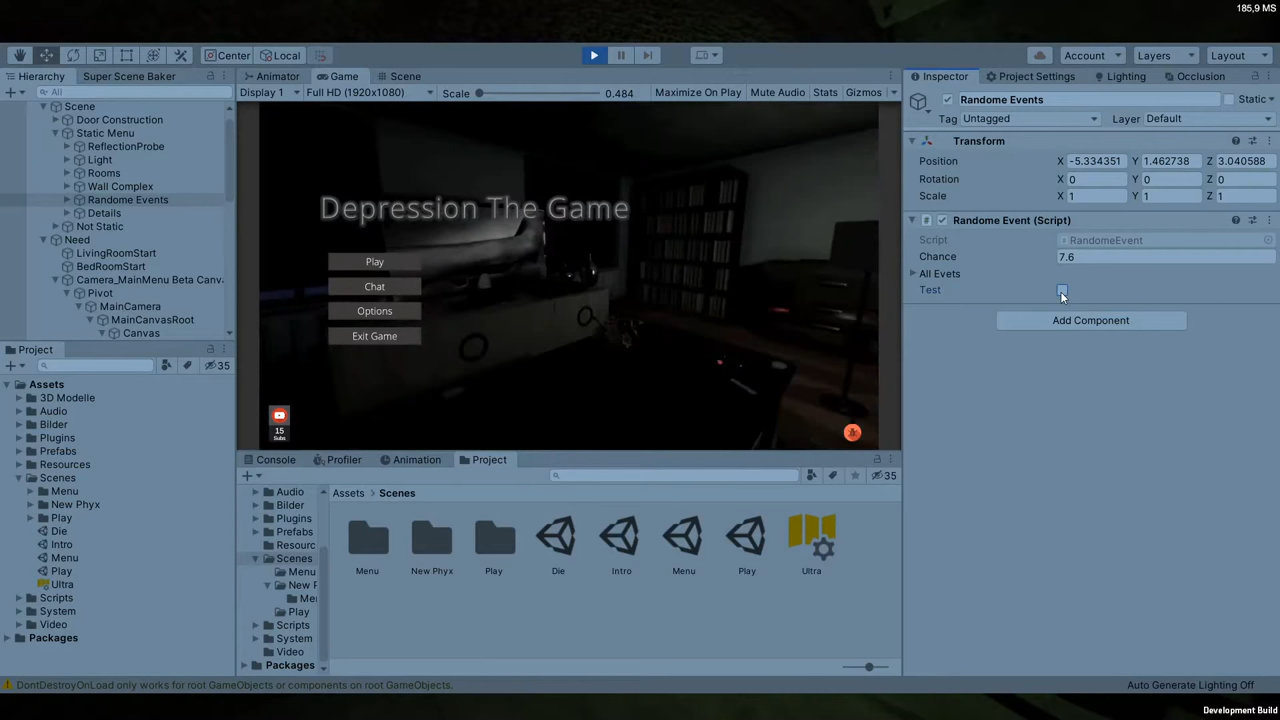 185,9 MS
Center Local
Account Layers Layout
Hierarchy Super Scene Baker
All
Scene
Door Construction
Static Menu
ReflectionProbe
Light
Rooms
Wall Complex
Randome Events
Details
Not Static
Need
LivingRoomStart
BedRoomStart
Camera_MainMenu Beta Canva
Pivot
MainCamera
MainCanvasRoot
Canvas
Animator Game Scene
Display 1 Full HD (1920x1080) Scale 0.484 Maximize On Play Mute Audio Stats Gizmos
Depression The Game
Play
Chat
Options
Exit Game
15
Subs
Inspector Project Settings Lighting Occlusion
Randome Events Static
Tag Untagged Layer Default
Transform
Position X -5.334351 Y 1.462738 Z 3.040588
Rotation X 0 Y 0 Z 0
Scale X 1 Y 1 Z 1
Randome Event (Script)
Script RandomeEvent
Chance 7.6
All Evets
Test
Add Component
Project
35
Assets
3D Modelle
Audio
Bilder
Plugins
Prefabs
Resources
Scenes
Menu
New Phyx
Play
Die
Intro
Menu
Play
Ultra
Scripts
System
Video
Packages
Console Profiler Animation Project
35
Audio
Bilder
Plugins
Prefabs
Resourc
Scenes
Menu
New P
Me
Play
Scripts
System
Video
Packages
Assets Scenes
Menu New Phyx Play Die Intro Menu Play Ultra
DontDestroyOnLoad only works for root GameObjects or components on root GameObjects.
Auto Generate Lighting Off
Development Build